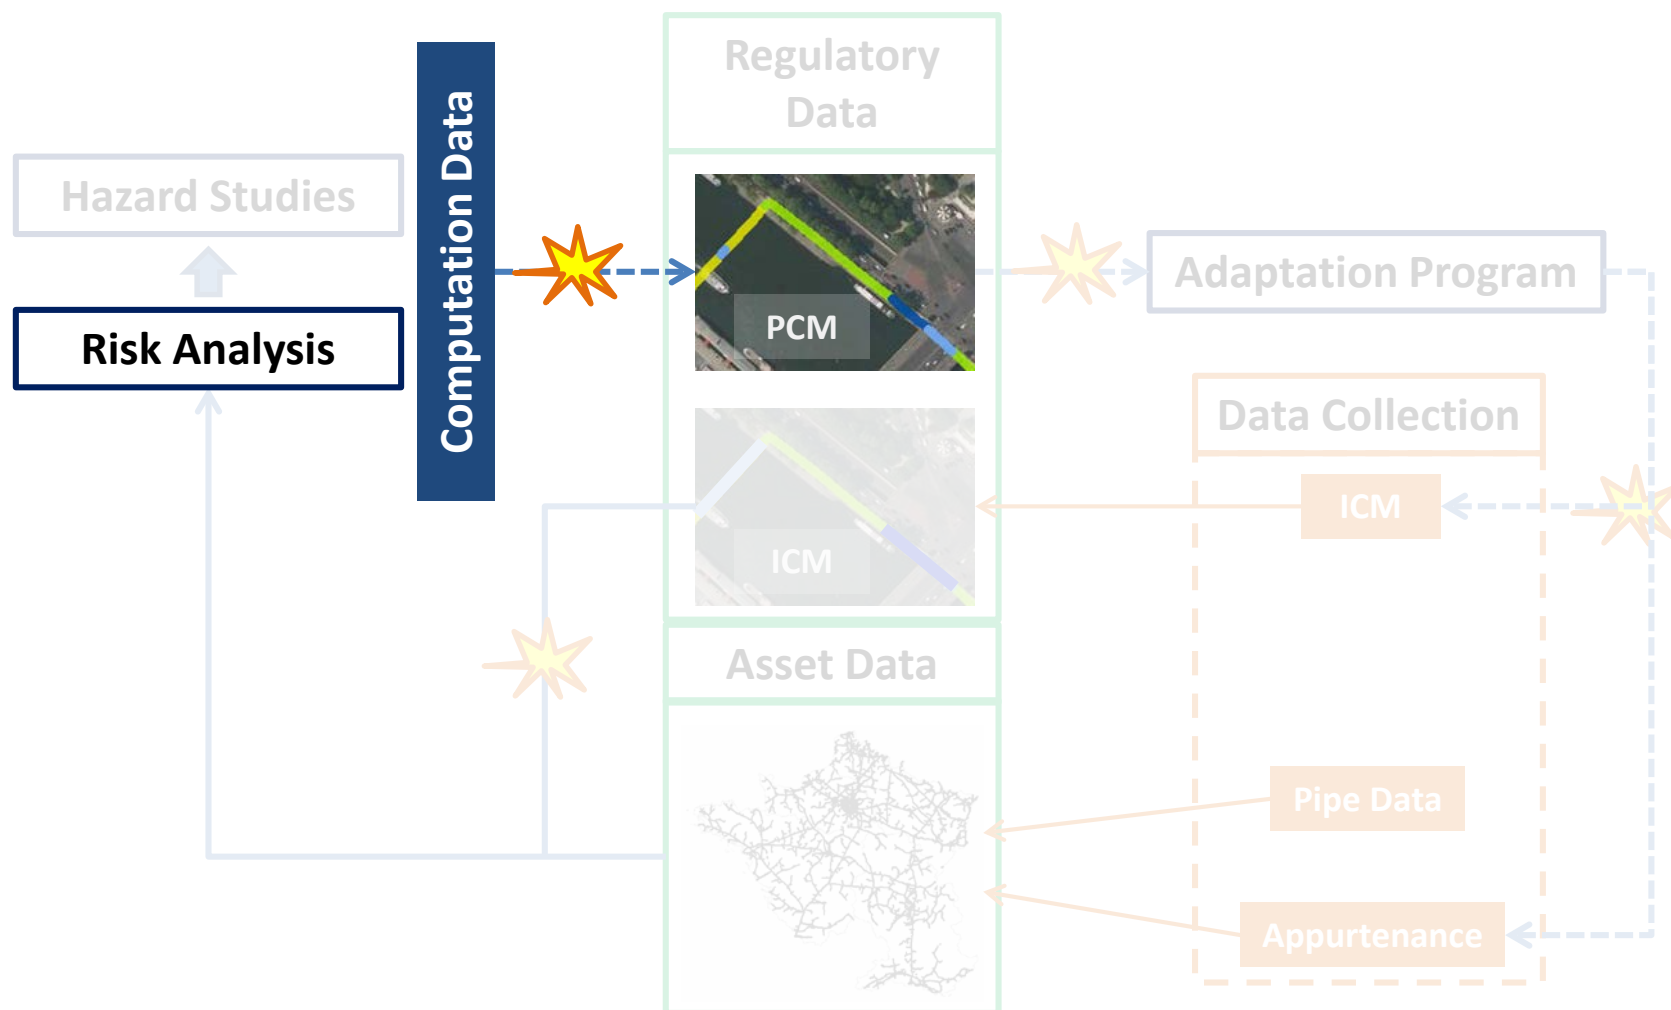 Regulatory
Data
Hazard Studies
Risk Analysis
Computation Data
PCM
ICM
Adaptation Program
Data Collection
ICM
Asset Data
Pipe Data
Appurtenance